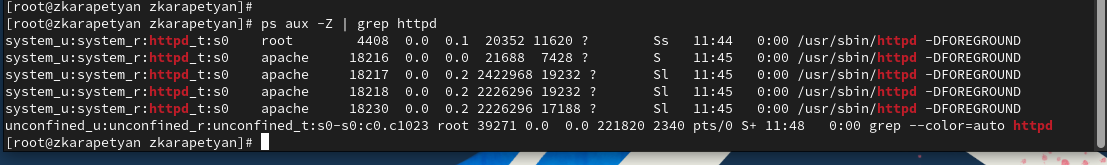 [root@zkarapetyan zkarapetyan]#
[root@zkarapetyan zkarapetyan]# ps aux -Z | grep httpd
system_u:system_r:httpd_t:s0    root        4408  0.0  0.1  20352 11620 ?        Ss   11:44   0:00 /usr/sbin/httpd -DFOREGROUND
system_u:system_r:httpd_t:s0    apache     18216  0.0  0.0  21688  7428 ?        S    11:45   0:00 /usr/sbin/httpd -DFOREGROUND
system_u:system_r:httpd_t:s0    apache     18217  0.0  0.2 2422968 19232 ?       Sl   11:45   0:00 /usr/sbin/httpd -DFOREGROUND
system_u:system_r:httpd_t:s0    apache     18218  0.0  0.2 2226296 19232 ?       Sl   11:45   0:00 /usr/sbin/httpd -DFOREGROUND
system_u:system_r:httpd_t:s0    apache     18230  0.0  0.2 2226296 17188 ?       Sl   11:45   0:00 /usr/sbin/httpd -DFOREGROUND
unconfined_u:unconfined_r:unconfined_t:s0-s0:c0.c1023 root 39271 0.0  0.0 221820 2340 pts/0 S+ 11:48   0:00 grep --color=auto httpd
[root@zkarapetyan zkarapetyan]#